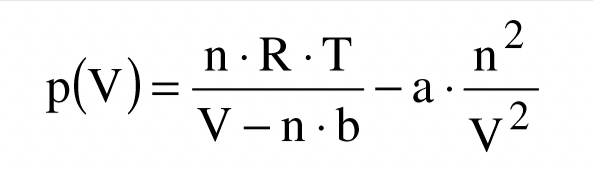 p(V) = n · R · T / V − n · b − a · n² / V²